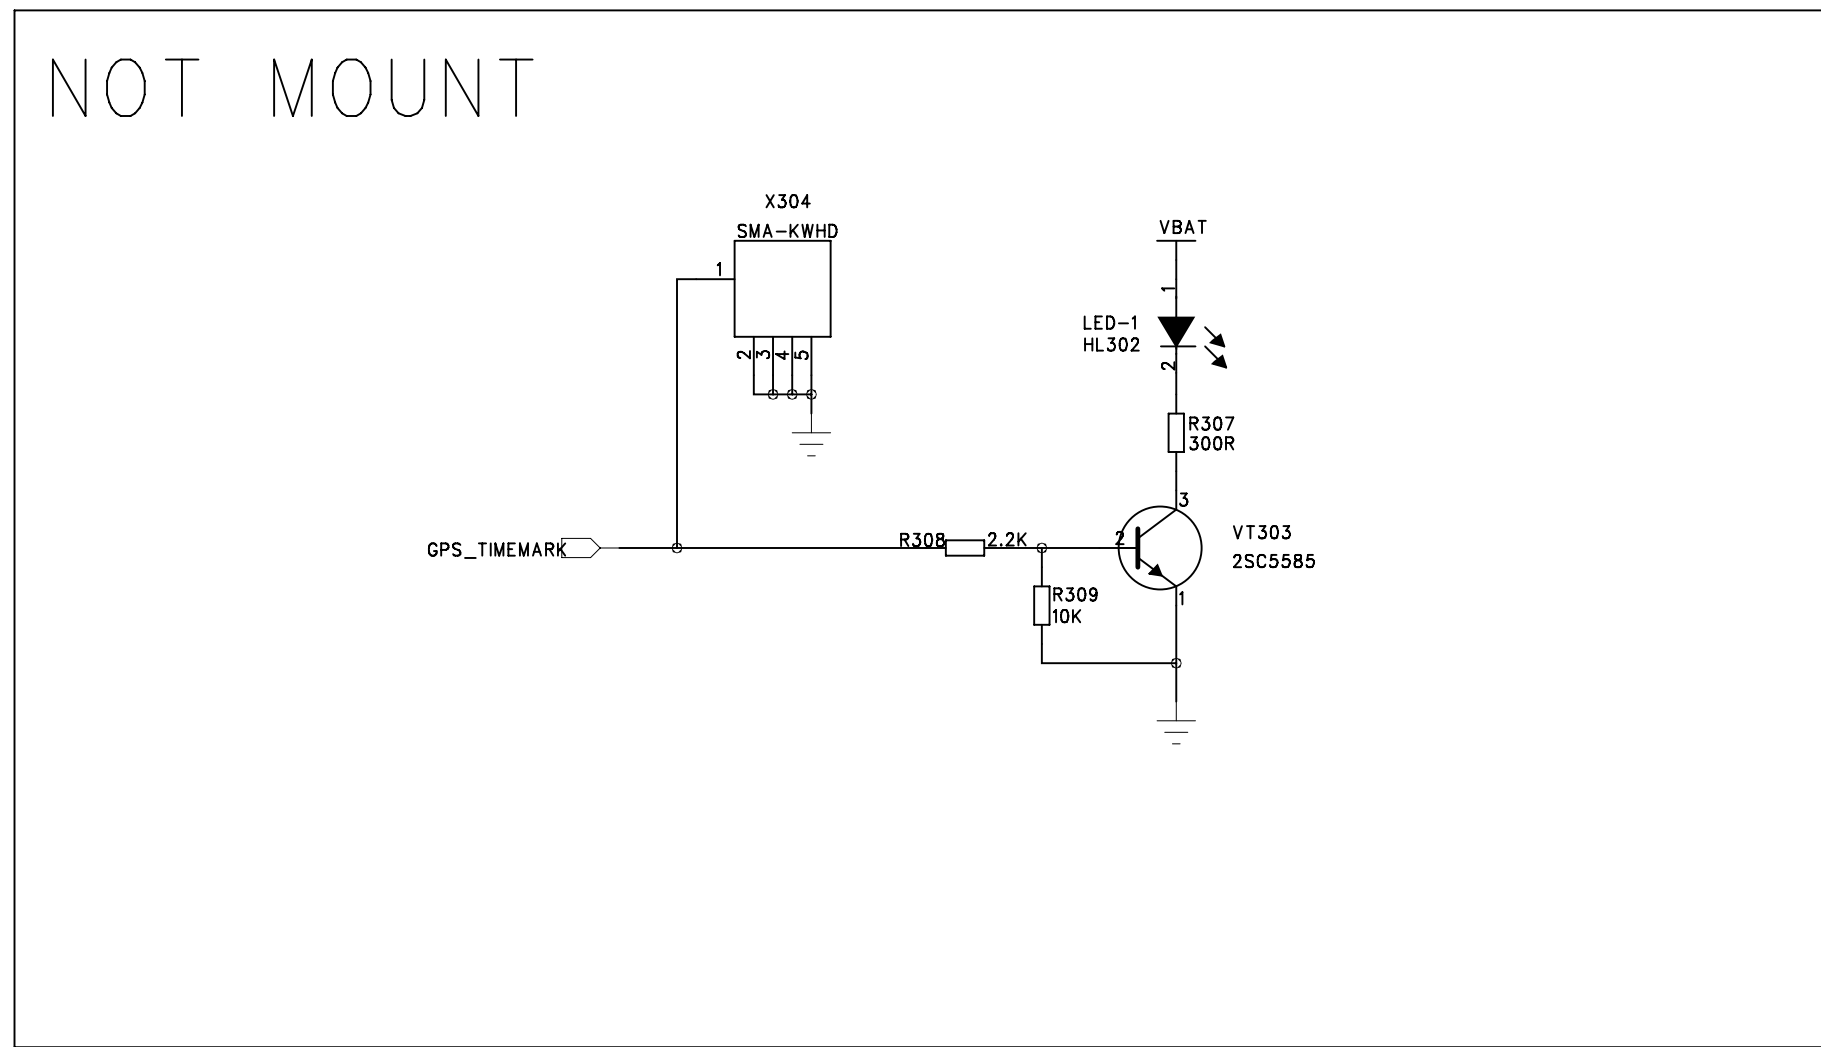 NOT MOUNT
X304
SMA-KWHD
1
2
3
4
5
VBAT
1
LED-1
HL302
2
R307
300R
3
GPS_TIMEMARK
R308
2.2K
2
VT303
2SC5585
R309
10K
1